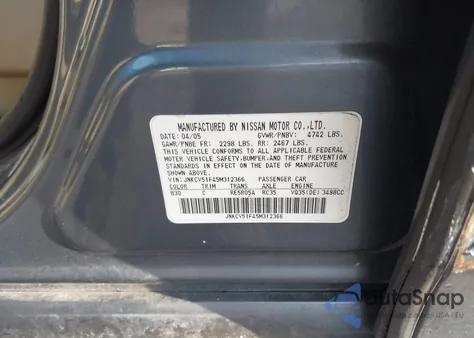 MANUFACTURED BY NISSAN MOTOR CO.,LTD.
DATE: 04/05 GVWR/PNBV: 4742 LBS.
GAWR/PNBE FR: 2298 LBS. RR: 2467 LBS.
THIS VEHICLE CONFORMS TO ALL APPLICABLE FEDERAL
MOTOR VEHICLE SAFETY, BUMPER, AND THEFT PREVENTION
STANDARDS IN EFFECT ON THE DATE OF MANUFACTURE
SHOWN ABOVE.
VIN: JNKCV51F45M312366 PASSENGER CAR
COLOR TRIM TRANS AXLE ENGINE
B30 C RE5R05A RC35 VQ35(DE) 3498CC
JNKCV51F45M312366
AutoSnap